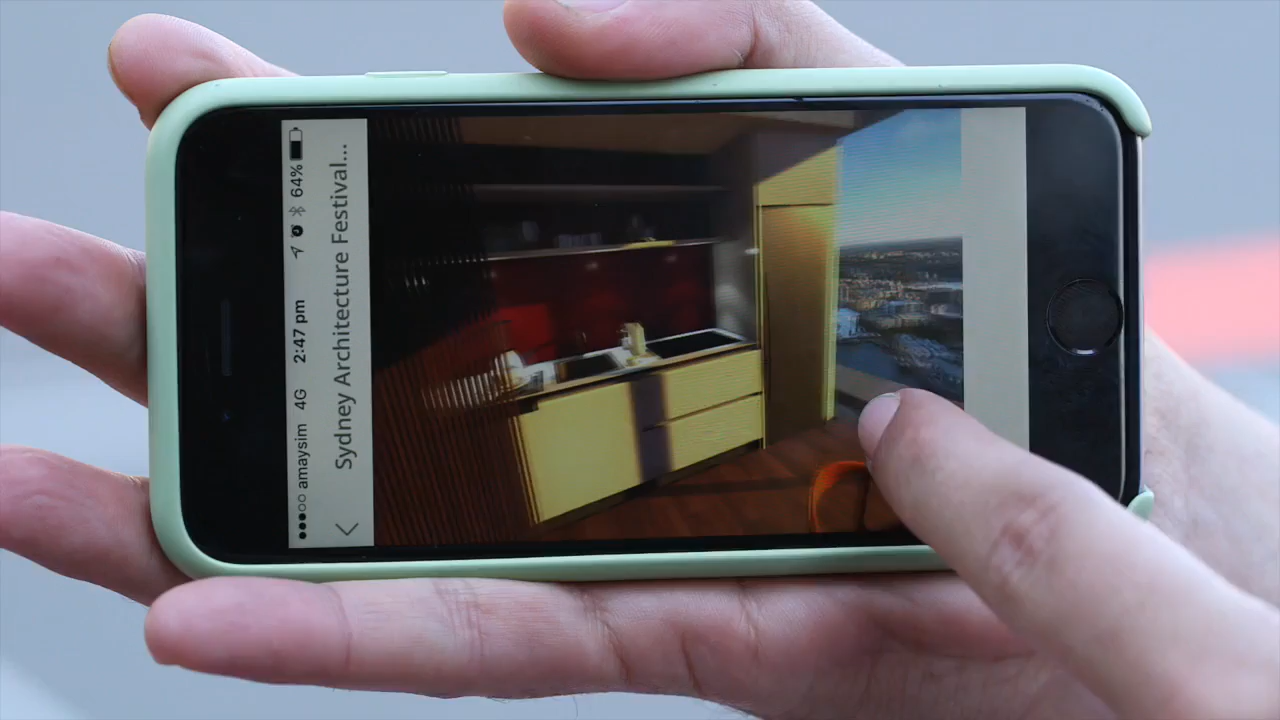 ●●●○○ amaysim 4G 2:47 pm 64%
Sydney Architecture Festival...